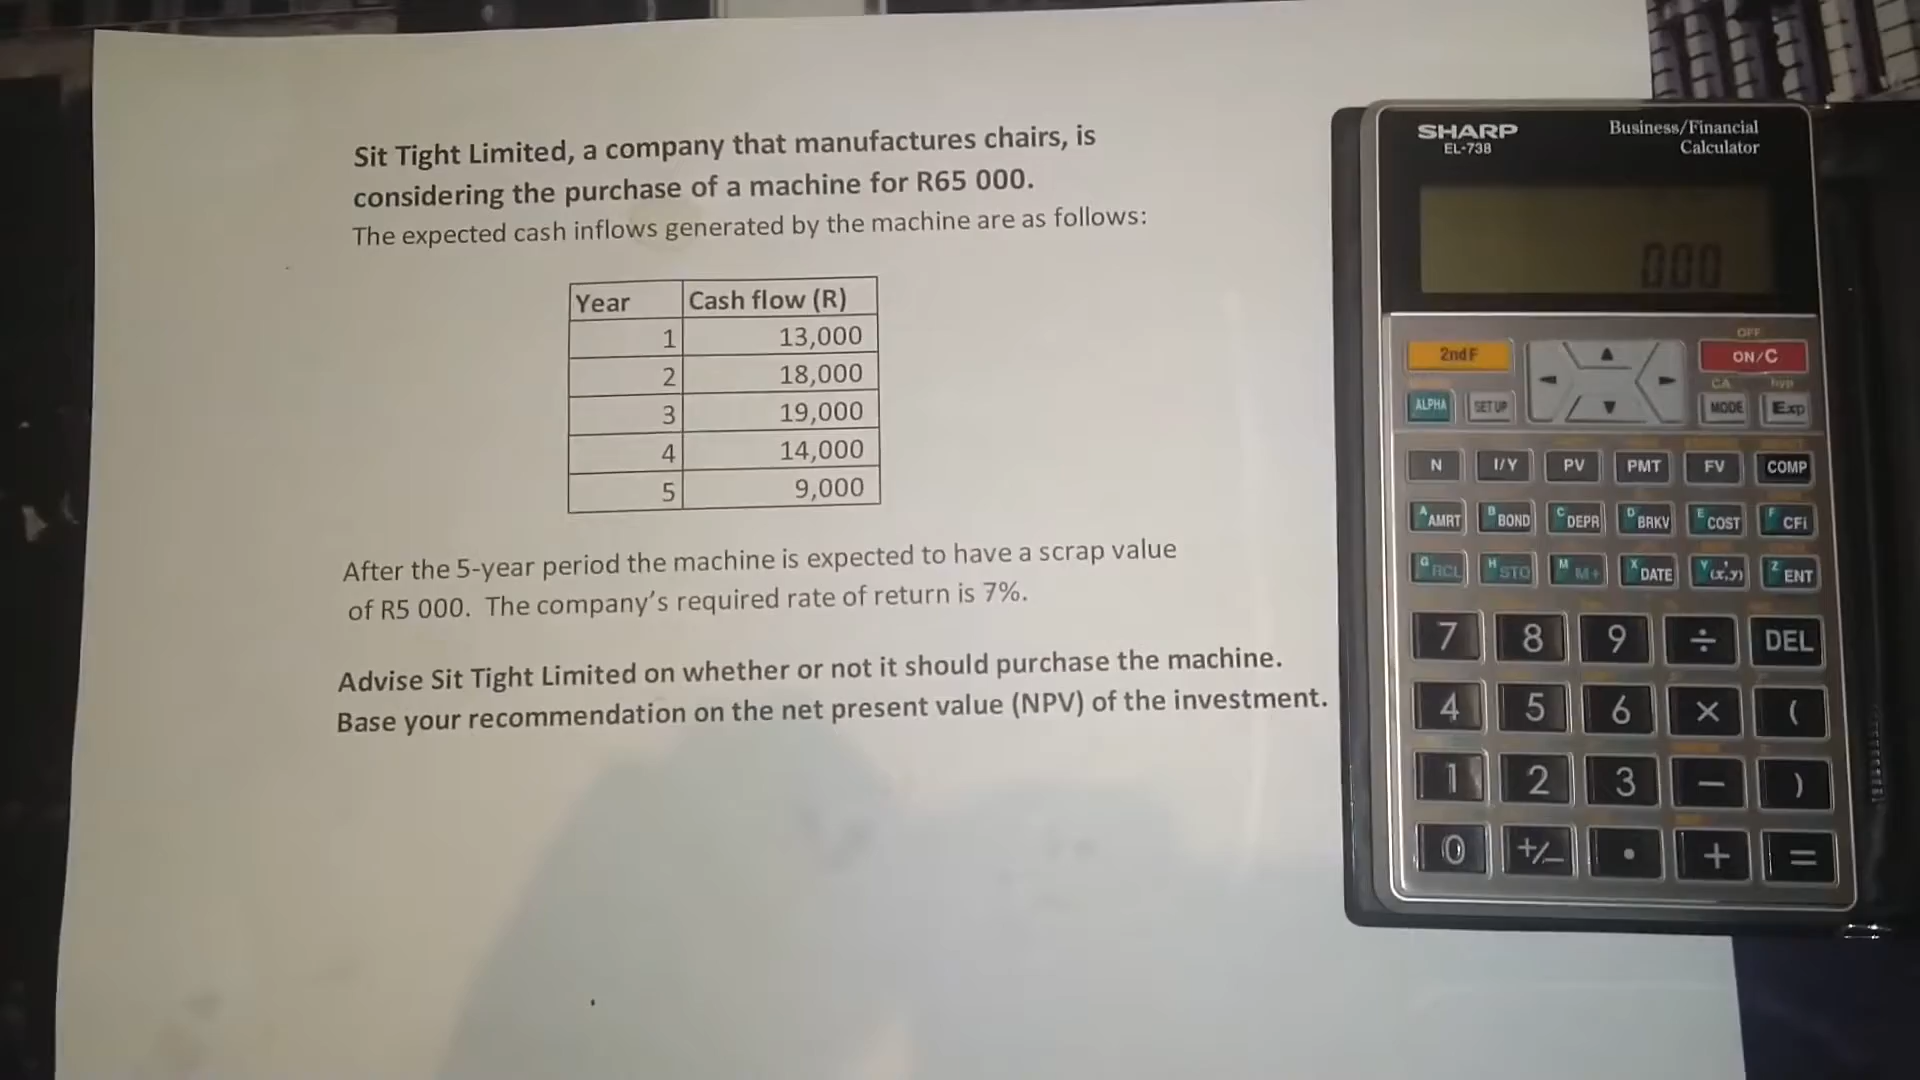 Sit Tight Limited, a company that manufactures chairs, is
considering the purchase of a machine for R65 000.
The expected cash inflows generated by the machine are as follows:
Year Cash flow (R)
1 13,000
2 18,000
3 19,000
4 14,000
5 9,000
After the 5-year period the machine is expected to have a scrap value
of R5 000. The company's required rate of return is 7%.
Advise Sit Tight Limited on whether or not it should purchase the machine.
Base your recommendation on the net present value (NPV) of the investment.
SHARP
EL-738
Business/Financial
Calculator
000
OFF
2ndF ON/C
CA hyp
ALPHA SETUP MODE Exp
N I/Y PV PMT FV COMP
A AMRT B BOND C DEPR D BRKV E COST F CFi
G RCL H STO M M+ X DATE Y (x,y) Z ENT
7 8 9 ÷ DEL
4 5 6 × (
1 2 3 − )
0 +/− • + =